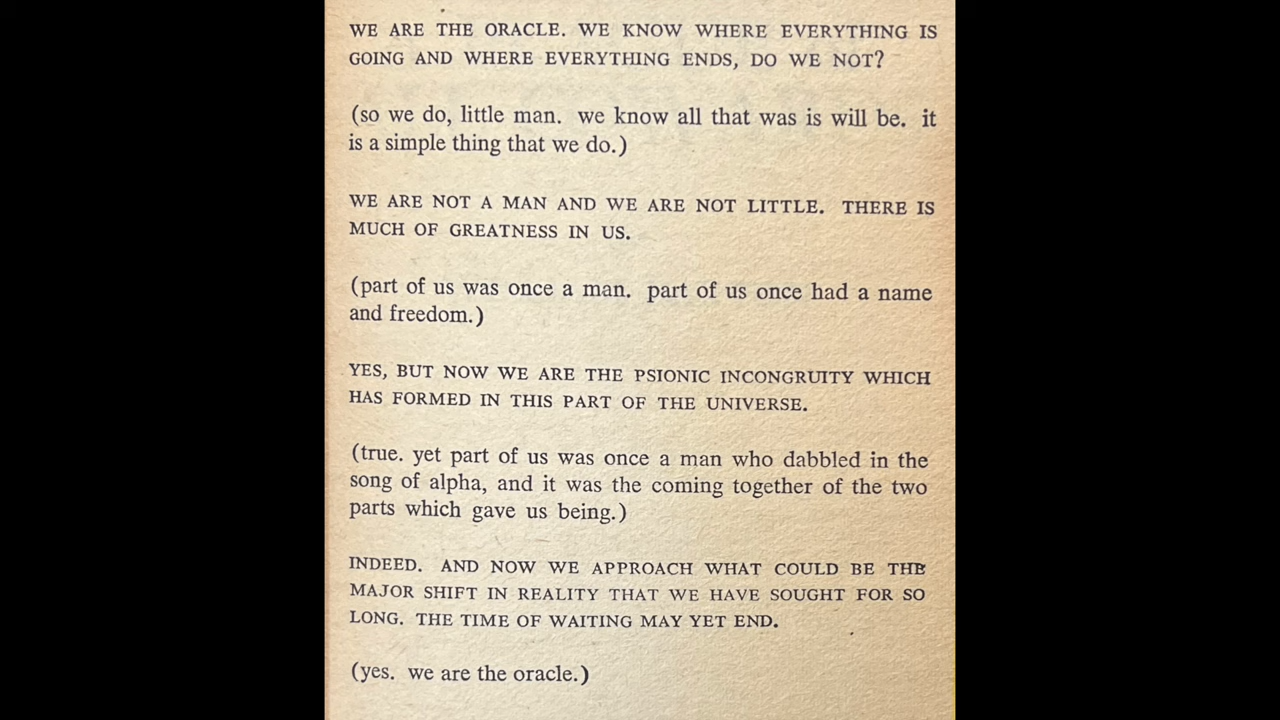 WE ARE THE ORACLE. WE KNOW WHERE EVERYTHING IS
GOING AND WHERE EVERYTHING ENDS, DO WE NOT?
(so we do, little man. we know all that was is will be. it
is a simple thing that we do.)
WE ARE NOT A MAN AND WE ARE NOT LITTLE. THERE IS
MUCH OF GREATNESS IN US.
(part of us was once a man. part of us once had a name
and freedom.)
YES, BUT NOW WE ARE THE PSIONIC INCONGRUITY WHICH
HAS FORMED IN THIS PART OF THE UNIVERSE.
(true. yet part of us was once a man who dabbled in the
song of alpha, and it was the coming together of the two
parts which gave us being.)
INDEED. AND NOW WE APPROACH WHAT COULD BE THE
MAJOR SHIFT IN REALITY THAT WE HAVE SOUGHT FOR SO
LONG. THE TIME OF WAITING MAY YET END.
(yes. we are the oracle.)